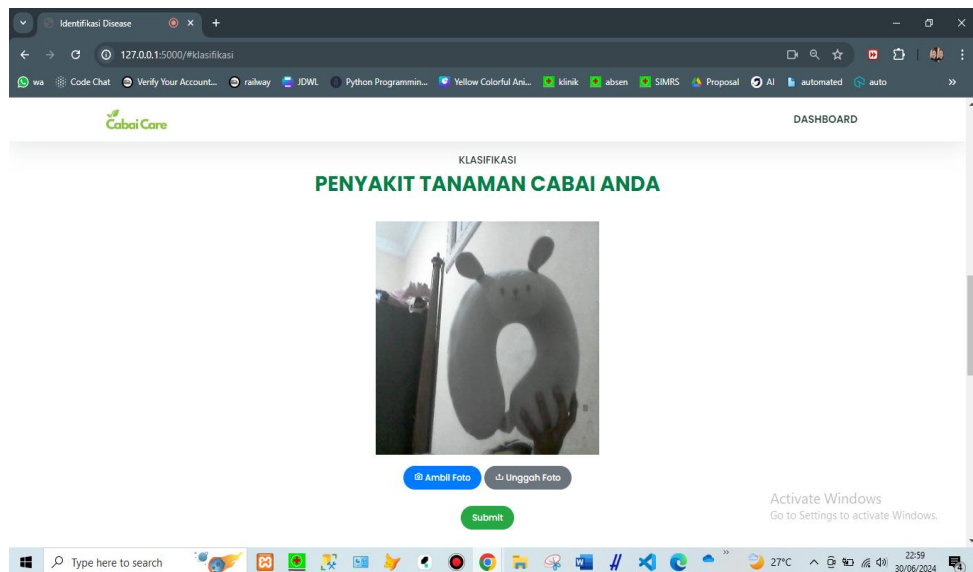 Identifikasi Disease
127.0.0.1:5000/#klasifikasi
wa Code Chat Verify Your Account... railway JDWL Python Programmin... Yellow Colorful Ani... klinik absen SIMRS Proposal AI automated auto »
Cabai Care
DASHBOARD
KLASIFIKASI
PENYAKIT TANAMAN CABAI ANDA
Ambil Foto Unggah Foto
Submit
Activate Windows
Go to Settings to activate Windows.
Type here to search
27°C
22:59
30/06/2024